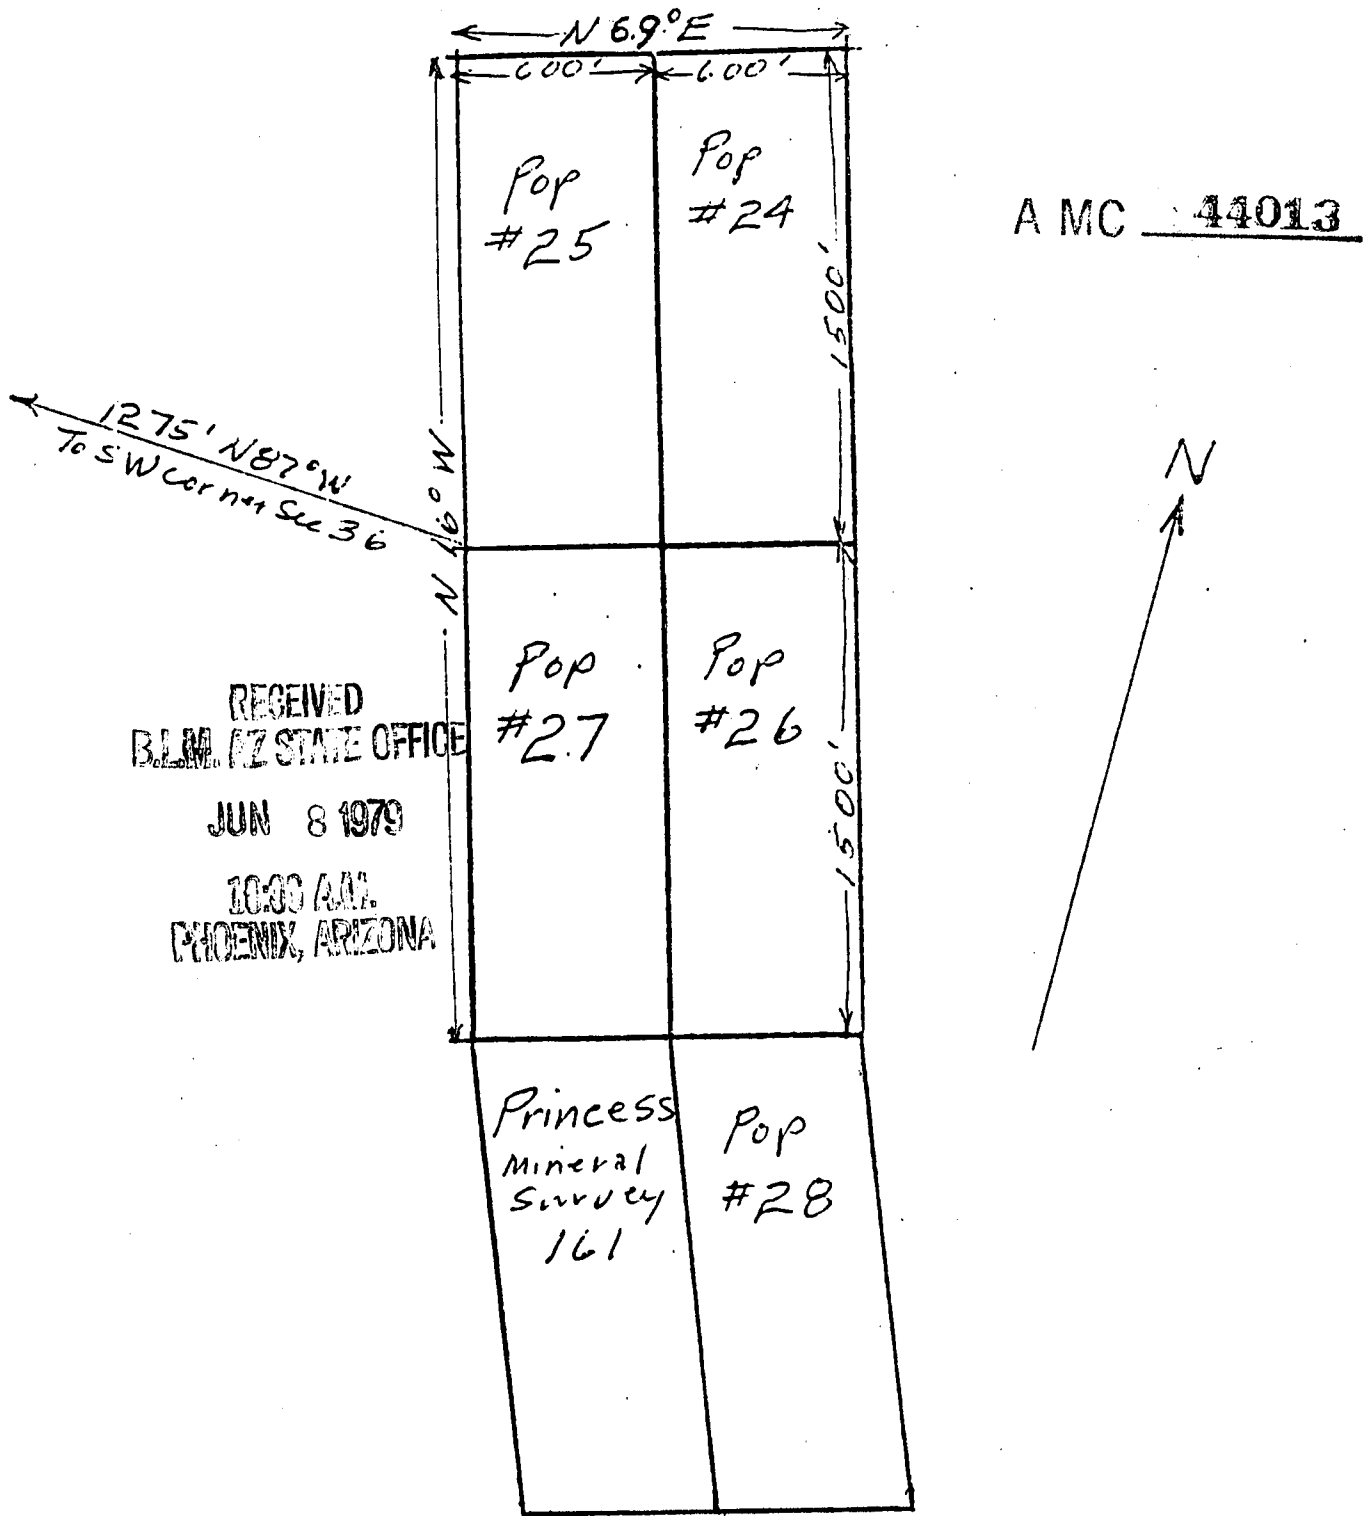 N 69°E
600'
600'
Pop
#25
Pop
#24
A MC 44013
1500'
1275' N87°W
To SW corner Sec 36
N 16° W
N
Pop
#27
Pop
#26
1500'
RECEIVED
B.L.M. AZ STATE OFFICE
JUN 8 1979
10:00 A.M.
PHOENIX, ARIZONA
Princess
Mineral
Survey
161
Pop
#28